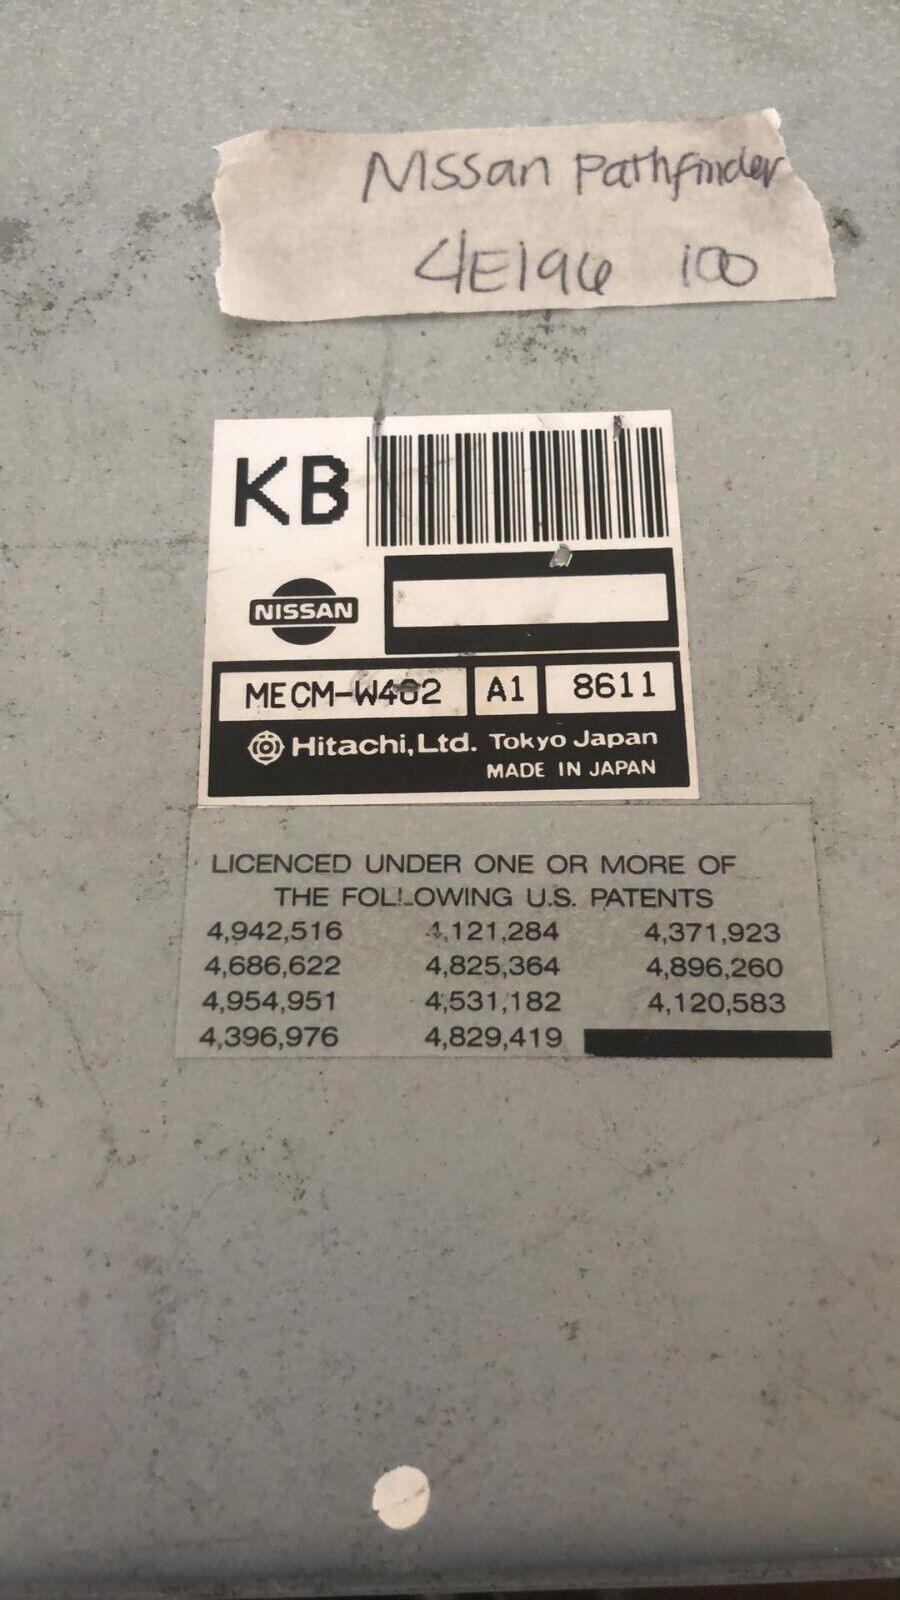 Nissan Pathfinder
4E196 100
KB
NISSAN
MECM-W402 A1 8611
Hitachi, Ltd. Tokyo Japan
MADE IN JAPAN
LICENCED UNDER ONE OR MORE OF
THE FOLLOWING U.S. PATENTS
4,942,516 4,121,284 4,371,923
4,686,622 4,825,364 4,896,260
4,954,951 4,531,182 4,120,583
4,396,976 4,829,419